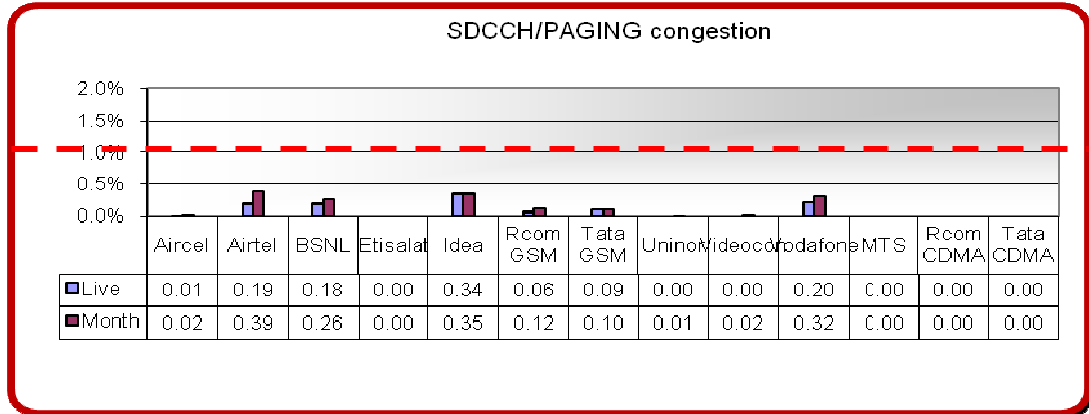 SDCCH/PAGING congestion
2.0%
1.5%
1.0%
0.5%
0.0%
Aircel Airtel BSNL Etisalat Idea Rcom GSM Tata GSM Uninor Videocon Vodafone MTS Rcom CDMA Tata CDMA
Live 0.01 0.19 0.18 0.00 0.34 0.06 0.09 0.00 0.00 0.20 0.00 0.00 0.00
Month 0.02 0.39 0.26 0.00 0.35 0.12 0.10 0.01 0.02 0.32 0.00 0.00 0.00